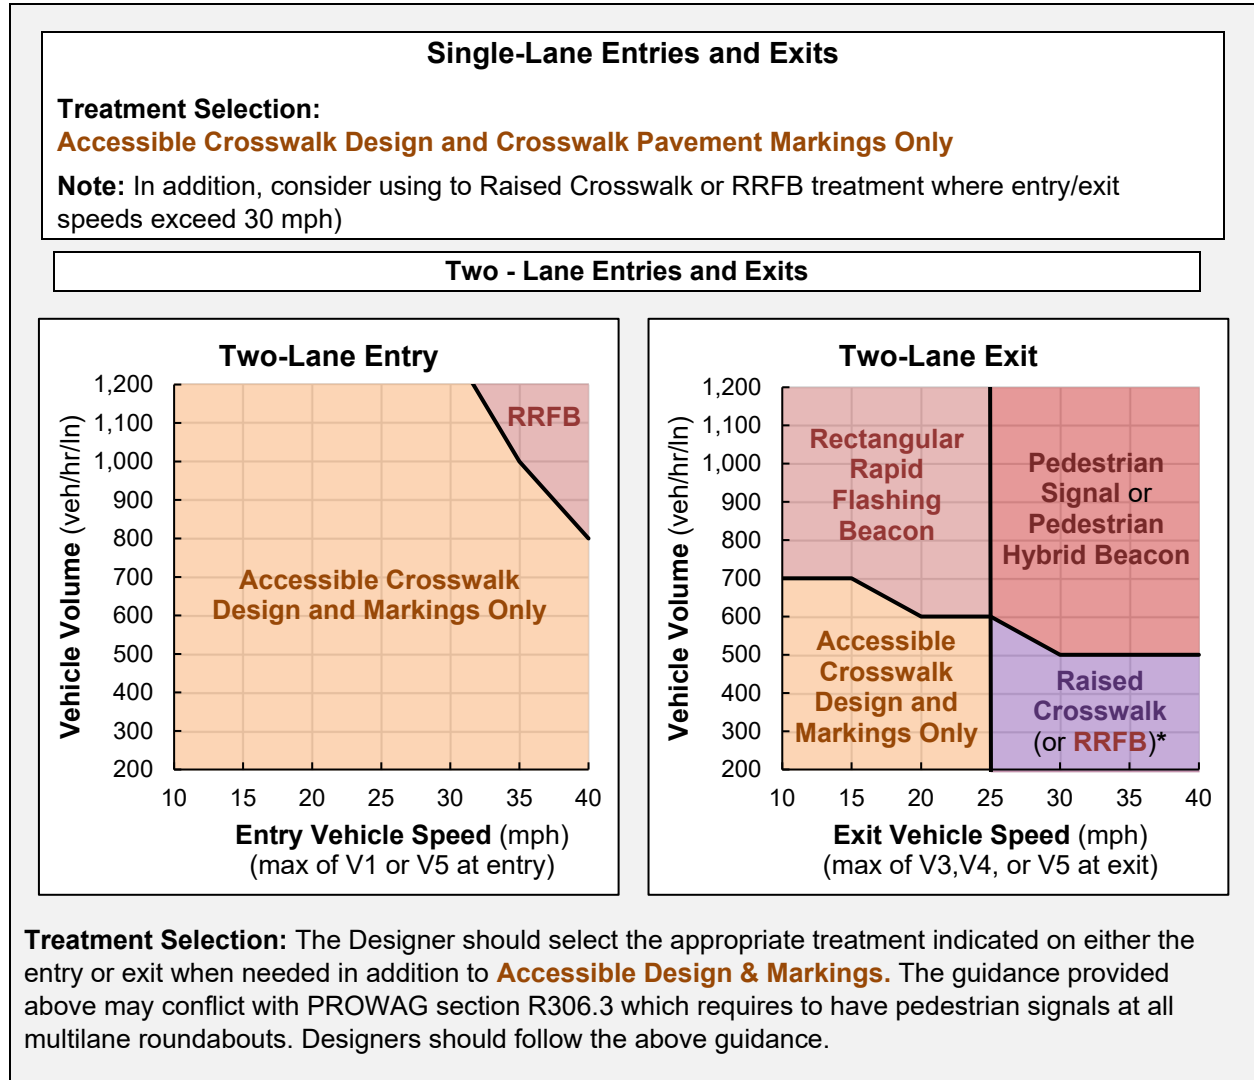 Single-Lane Entries and Exits
Treatment Selection:
Accessible Crosswalk Design and Crosswalk Pavement Markings Only
Note: In addition, consider using to Raised Crosswalk or RRFB treatment where entry/exit
speeds exceed 30 mph)
Two - Lane Entries and Exits
Two-Lane Entry
Vehicle Volume (veh/hr/ln)
1,200
1,100
1,000
900
800
700
600
500
400
300
200
RRFB
Accessible Crosswalk
Design and Markings Only
10 15 20 25 30 35 40
Entry Vehicle Speed (mph)
(max of V1 or V5 at entry)
Two-Lane Exit
Vehicle Volume (veh/hr/ln)
1,200
1,100
1,000
900
800
700
600
500
400
300
200
Rectangular
Rapid
Flashing
Beacon
Pedestrian
Signal or
Pedestrian
Hybrid Beacon
Accessible
Crosswalk
Design and
Markings Only
Raised
Crosswalk
(or RRFB)*
10 15 20 25 30 35 40
Exit Vehicle Speed (mph)
(max of V3,V4, or V5 at exit)
Treatment Selection: The Designer should select the appropriate treatment indicated on either the
entry or exit when needed in addition to Accessible Design & Markings. The guidance provided
above may conflict with PROWAG section R306.3 which requires to have pedestrian signals at all
multilane roundabouts. Designers should follow the above guidance.